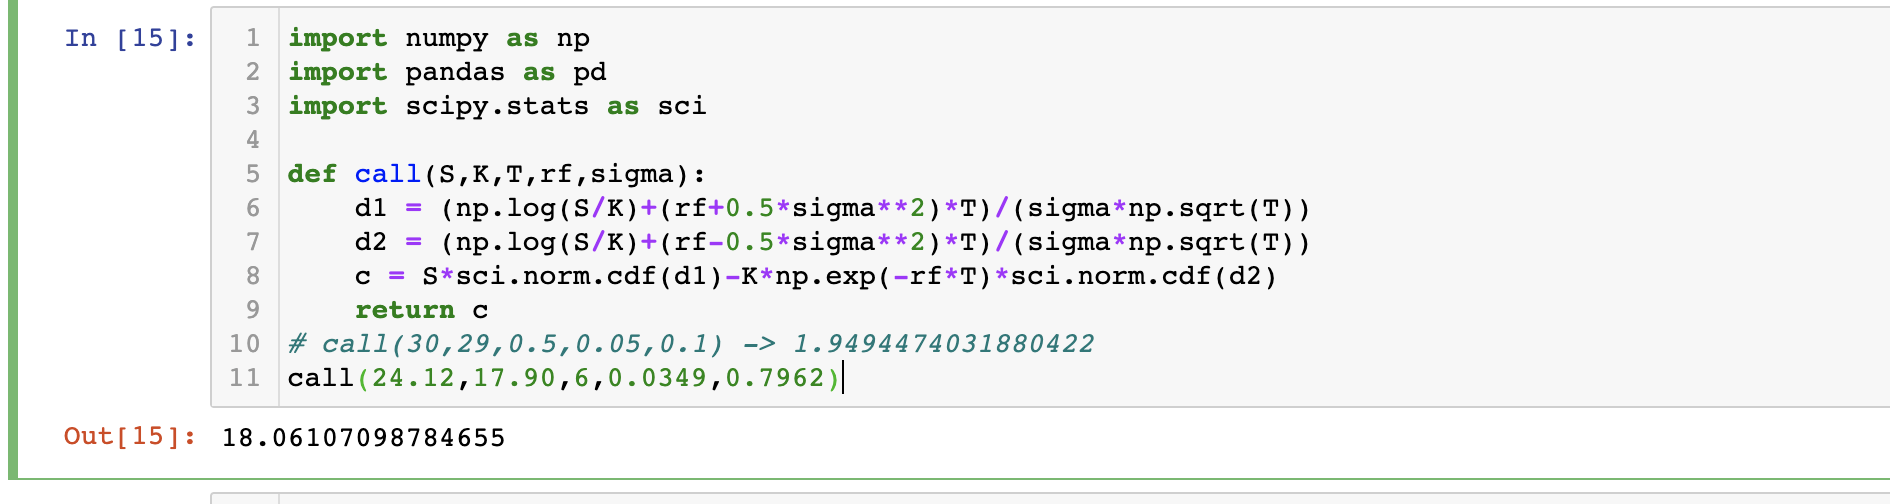 In [15]:
1 import numpy as np
2 import pandas as pd
3 import scipy.stats as sci
4
5 def call(S,K,T,rf,sigma):
6     d1 = (np.log(S/K)+(rf+0.5*sigma**2)*T)/(sigma*np.sqrt(T))
7     d2 = (np.log(S/K)+(rf-0.5*sigma**2)*T)/(sigma*np.sqrt(T))
8     c = S*sci.norm.cdf(d1)-K*np.exp(-rf*T)*sci.norm.cdf(d2)
9     return c
10 # call(30,29,0.5,0.05,0.1) -> 1.9494474031880422
11 call(24.12,17.90,6,0.0349,0.7962)
Out[15]: 18.06107098784655